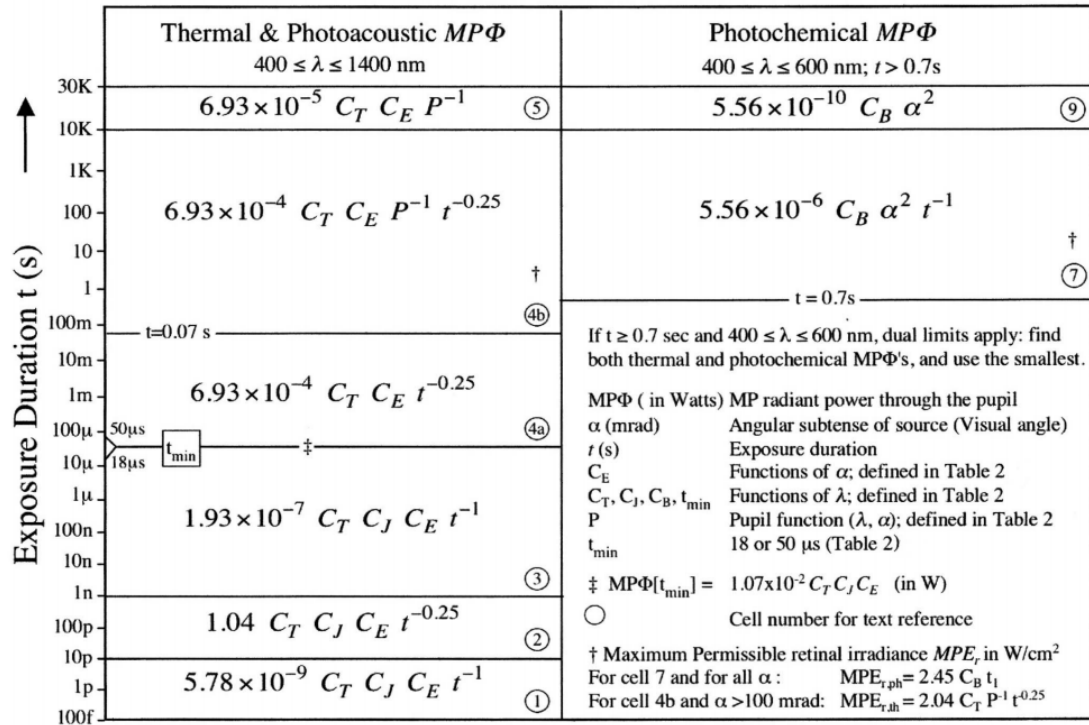 Thermal & Photoacoustic MPΦ
400 ≤ λ ≤ 1400 nm
Photochemical MPΦ
400 ≤ λ ≤ 600 nm; t > 0.7s
Exposure Duration t (s)
30K
10K
1K
100
10
1
100m
10m
1m
100µ
10µ
1µ
100n
10n
1n
100p
10p
1p
100f
6.93×10⁻⁵ C_T C_E P⁻¹
⑤
6.93×10⁻⁴ C_T C_E P⁻¹ t⁻⁰·²⁵
†
④b
t=0.07 s
6.93×10⁻⁴ C_T C_E t⁻⁰·²⁵
④a
50µs
18µs
t_min
‡
1.93×10⁻⁷ C_T C_J C_E t⁻¹
③
1.04 C_T C_J C_E t⁻⁰·²⁵
②
5.78×10⁻⁹ C_T C_J C_E t⁻¹
①
5.56×10⁻¹⁰ C_B α²
⑨
5.56×10⁻⁶ C_B α² t⁻¹
†
⑦
t = 0.7s
If t ≥ 0.7 sec and 400 ≤ λ ≤ 600 nm, dual limits apply: find
both thermal and photochemical MPΦ's, and use the smallest.
MPΦ ( in Watts) MP radiant power through the pupil
α (mrad) Angular subtense of source (Visual angle)
t (s) Exposure duration
C_E Functions of α; defined in Table 2
C_T, C_J, C_B, t_min Functions of λ; defined in Table 2
P Pupil function (λ, α); defined in Table 2
t_min 18 or 50 µs (Table 2)
‡ MPΦ[t_min] = 1.07x10⁻² C_T C_J C_E (in W)
○ Cell number for text reference
† Maximum Permissible retinal irradiance MPE_r in W/cm²
For cell 7 and for all α : MPE_r,ph = 2.45 C_B t₁
For cell 4b and α >100 mrad: MPE_r,th = 2.04 C_T P⁻¹ t⁻⁰·²⁵